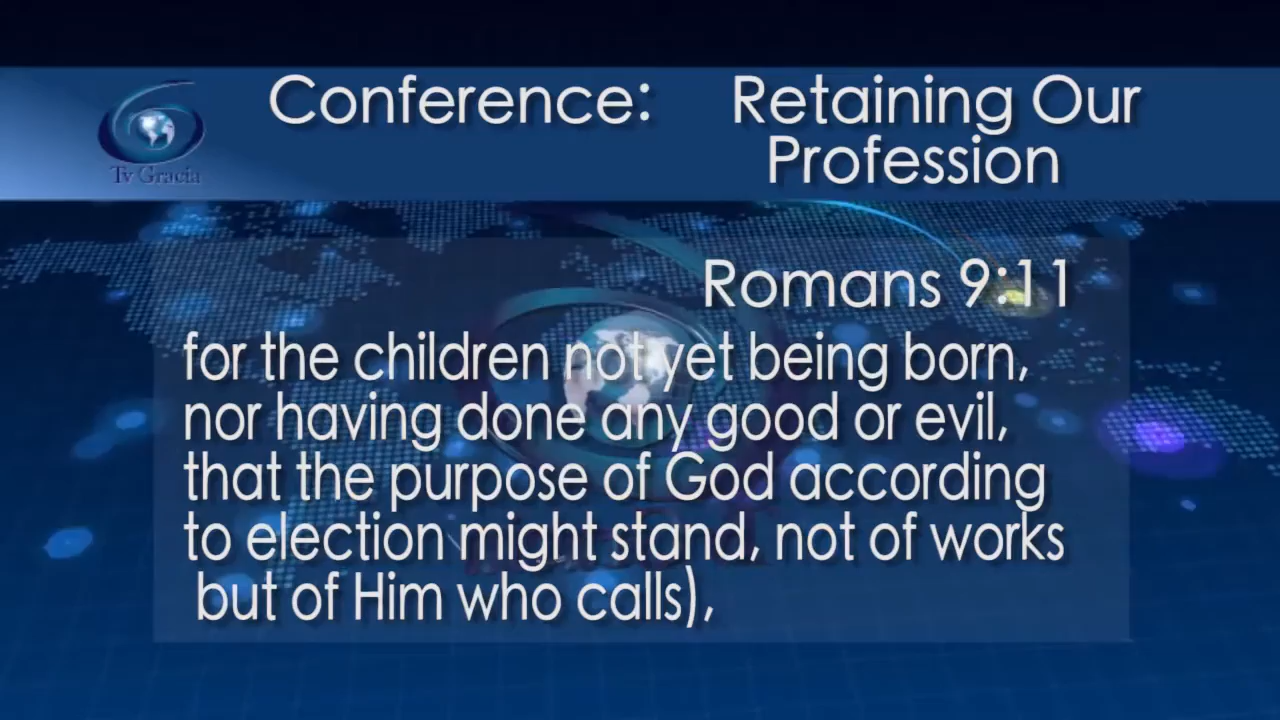 Conference: Retaining Our
Profession
Tv Gracia
Romans 9:11
for the children not yet being born,
nor having done any good or evil,
that the purpose of God according
to election might stand, not of works
but of Him who calls),